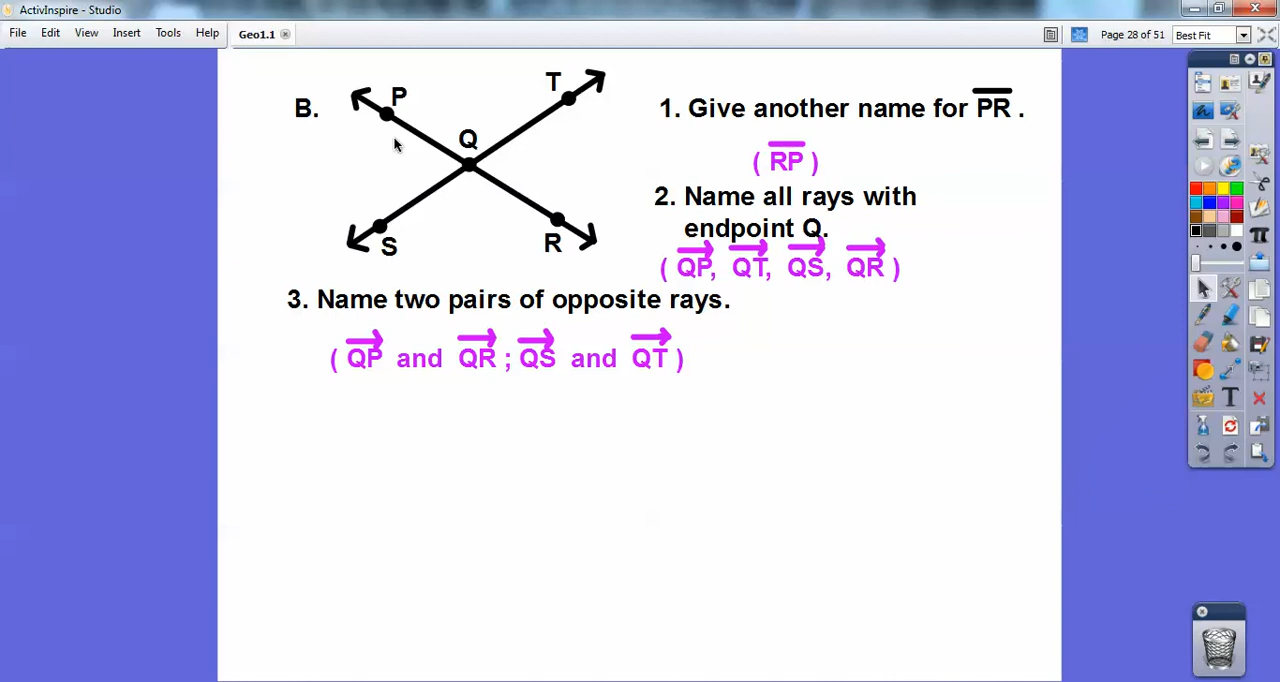 ActivInspire - Studio
File Edit View Insert Tools Help Geo1.1 Page 28 of 51 Best Fit
B.
P
T
Q
S
R
1. Give another name for PR .
( RP )
2. Name all rays with
endpoint Q.
( QP, QT, QS, QR )
3. Name two pairs of opposite rays.
( QP and QR ; QS and QT )